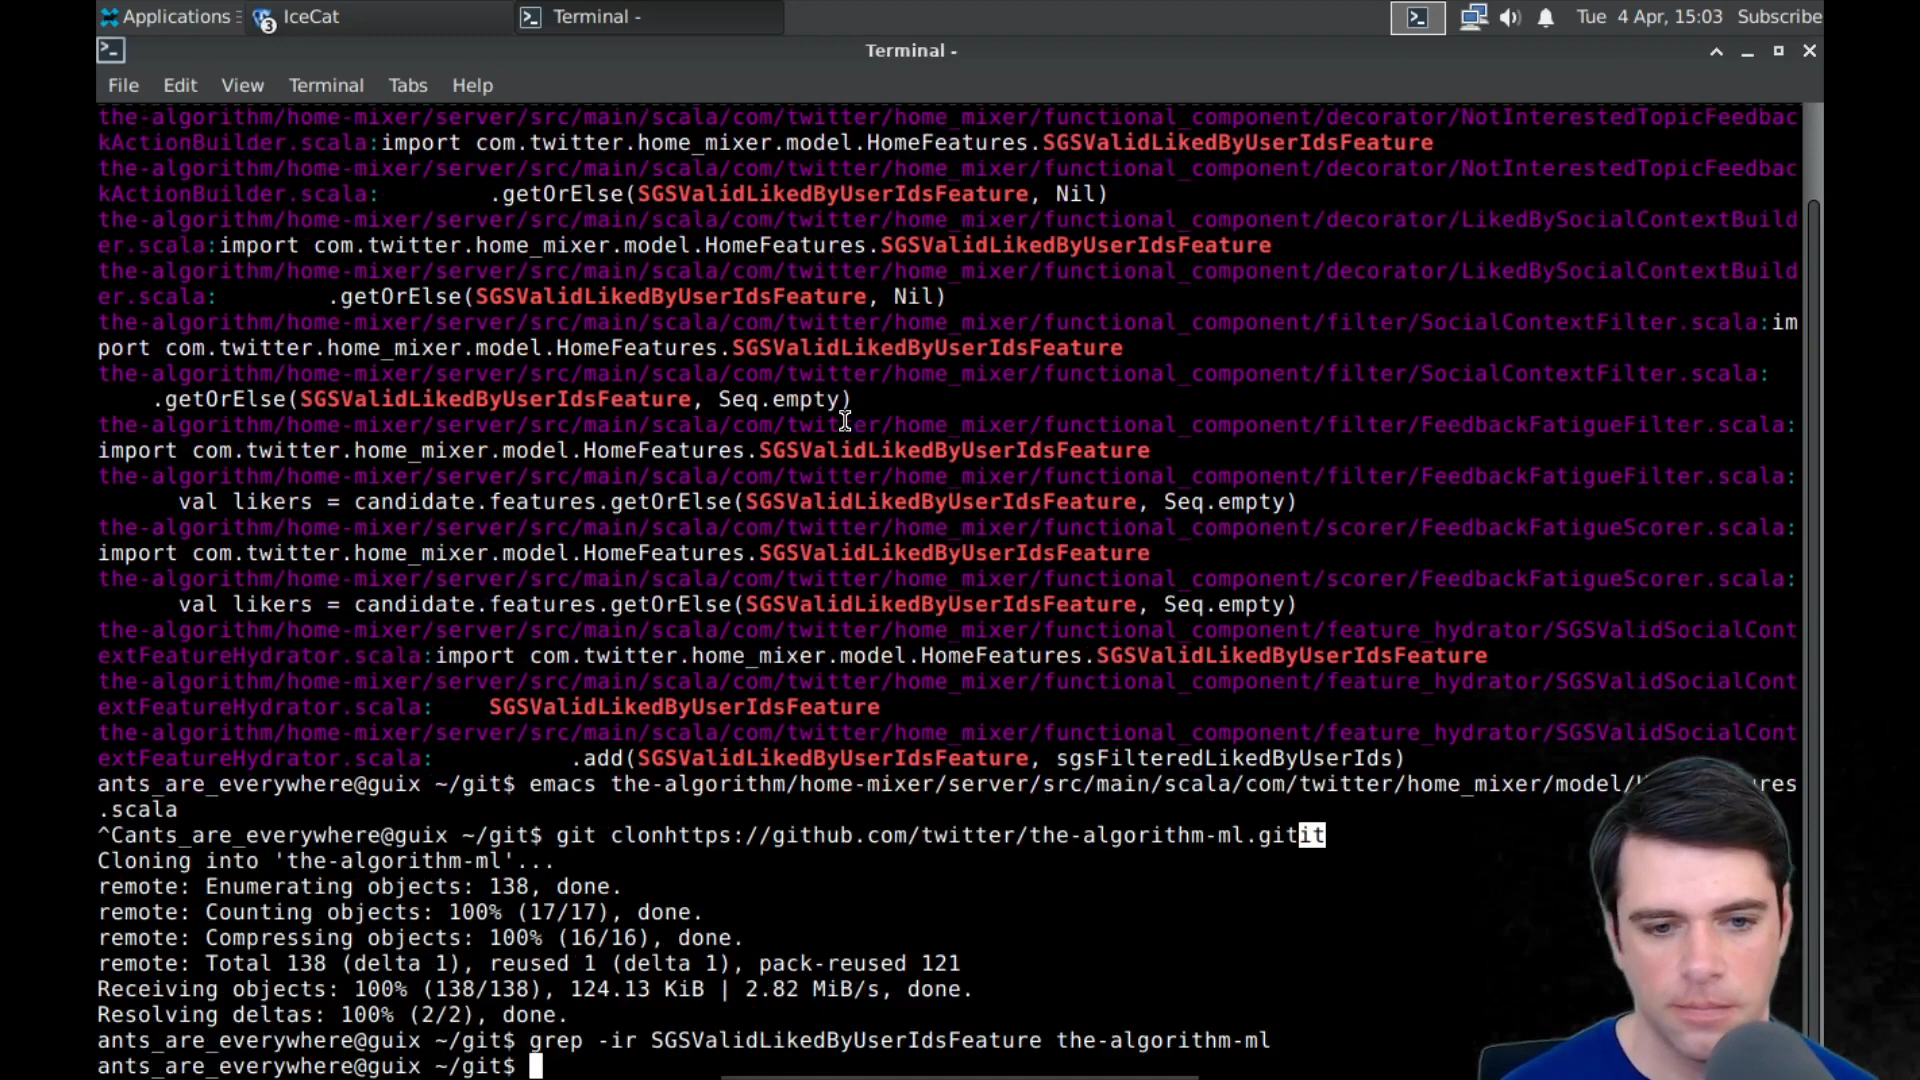 Applications IceCat Terminal - Tue 4 Apr, 15:03 Subscribe
3
Terminal -
File Edit View Terminal Tabs Help
the-algorithm/home-mixer/server/src/main/scala/com/twitter/home_mixer/functional_component/decorator/NotInterestedTopicFeedbac
kActionBuilder.scala:import com.twitter.home_mixer.model.HomeFeatures.SGSValidLikedByUserIdsFeature
the-algorithm/home-mixer/server/src/main/scala/com/twitter/home_mixer/functional_component/decorator/NotInterestedTopicFeedbac
kActionBuilder.scala:        .getOrElse(SGSValidLikedByUserIdsFeature, Nil)
the-algorithm/home-mixer/server/src/main/scala/com/twitter/home_mixer/functional_component/decorator/LikedBySocialContextBuild
er.scala:import com.twitter.home_mixer.model.HomeFeatures.SGSValidLikedByUserIdsFeature
the-algorithm/home-mixer/server/src/main/scala/com/twitter/home_mixer/functional_component/decorator/LikedBySocialContextBuild
er.scala:        .getOrElse(SGSValidLikedByUserIdsFeature, Nil)
the-algorithm/home-mixer/server/src/main/scala/com/twitter/home_mixer/functional_component/filter/SocialContextFilter.scala:im
port com.twitter.home_mixer.model.HomeFeatures.SGSValidLikedByUserIdsFeature
the-algorithm/home-mixer/server/src/main/scala/com/twitter/home_mixer/functional_component/filter/SocialContextFilter.scala:
    .getOrElse(SGSValidLikedByUserIdsFeature, Seq.empty)
the-algorithm/home-mixer/server/src/main/scala/com/twitter/home_mixer/functional_component/filter/FeedbackFatigueFilter.scala:
import com.twitter.home_mixer.model.HomeFeatures.SGSValidLikedByUserIdsFeature
the-algorithm/home-mixer/server/src/main/scala/com/twitter/home_mixer/functional_component/filter/FeedbackFatigueFilter.scala:
      val likers = candidate.features.getOrElse(SGSValidLikedByUserIdsFeature, Seq.empty)
the-algorithm/home-mixer/server/src/main/scala/com/twitter/home_mixer/functional_component/scorer/FeedbackFatigueScorer.scala:
import com.twitter.home_mixer.model.HomeFeatures.SGSValidLikedByUserIdsFeature
the-algorithm/home-mixer/server/src/main/scala/com/twitter/home_mixer/functional_component/scorer/FeedbackFatigueScorer.scala:
      val likers = candidate.features.getOrElse(SGSValidLikedByUserIdsFeature, Seq.empty)
the-algorithm/home-mixer/server/src/main/scala/com/twitter/home_mixer/functional_component/feature_hydrator/SGSValidSocialCont
extFeatureHydrator.scala:import com.twitter.home_mixer.model.HomeFeatures.SGSValidLikedByUserIdsFeature
the-algorithm/home-mixer/server/src/main/scala/com/twitter/home_mixer/functional_component/feature_hydrator/SGSValidSocialCont
extFeatureHydrator.scala:    SGSValidLikedByUserIdsFeature
the-algorithm/home-mixer/server/src/main/scala/com/twitter/home_mixer/functional_component/feature_hydrator/SGSValidSocialCont
extFeatureHydrator.scala:          .add(SGSValidLikedByUserIdsFeature, sgsFilteredLikedByUserIds)
ants_are_everywhere@guix ~/git$ emacs the-algorithm/home-mixer/server/src/main/scala/com/twitter/home_mixer/model/
.scala
^Cants_are_everywhere@guix ~/git$ git clonhttps://github.com/twitter/the-algorithm-ml.gitit
Cloning into 'the-algorithm-ml'...
remote: Enumerating objects: 138, done.
remote: Counting objects: 100% (17/17), done.
remote: Compressing objects: 100% (16/16), done.
remote: Total 138 (delta 1), reused 1 (delta 1), pack-reused 121
Receiving objects: 100% (138/138), 124.13 KiB | 2.82 MiB/s, done.
Resolving deltas: 100% (2/2), done.
ants_are_everywhere@guix ~/git$ grep -ir SGSValidLikedByUserIdsFeature the-algorithm-ml
ants_are_everywhere@guix ~/git$